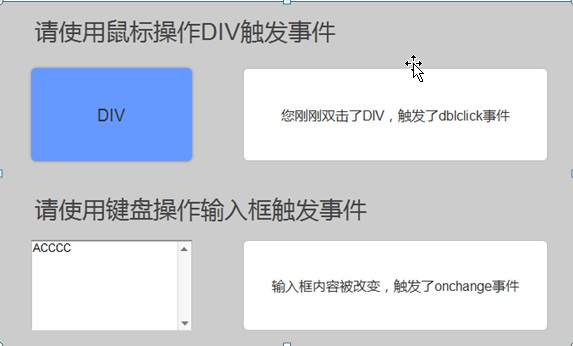 请使用鼠标操作DIV触发事件
DIV
您刚刚双击了DIV，触发了dblclick事件
请使用键盘操作输入框触发事件
ACCCC
输入框内容被改变，触发了onchange事件